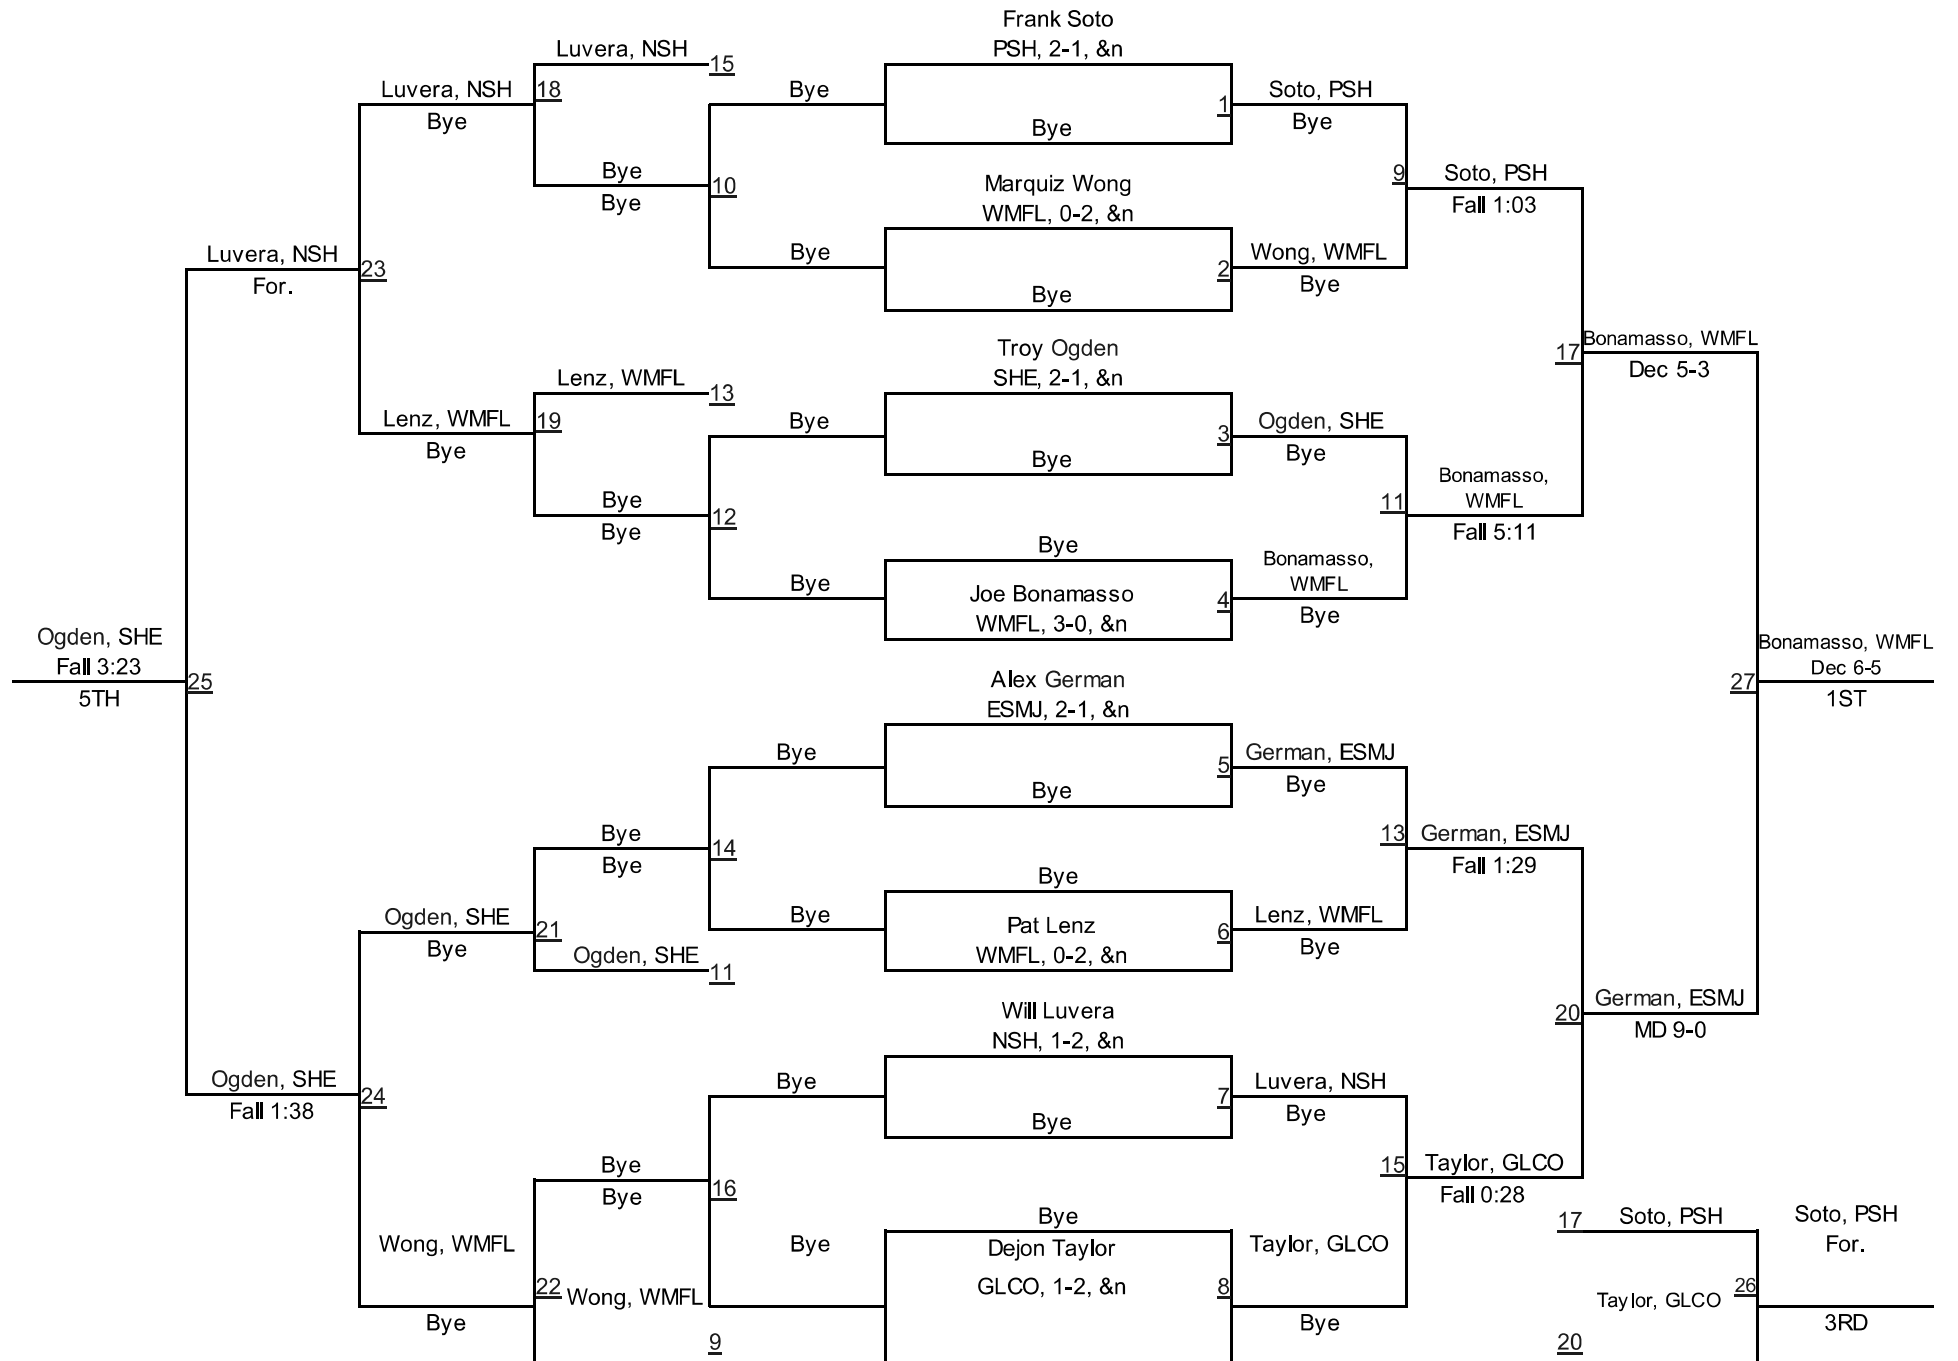 Frank Soto
PSH, 2-1, &n
Luvera, NSH
15
Luvera, NSH
18
Bye
Bye
1
Soto, PSH
Bye
Bye
Bye
Bye
10
Bye
Marquiz Wong
WMFL, 0-2, &n
9
Soto, PSH
Fall 1:03
Luvera, NSH
For.
23
Bye
2
Wong, WMFL
Bye
Bye
Troy Ogden
SHE, 2-1, &n
17
Bonamasso, WMFL
Dec 5-3
Lenz, WMFL
13
Lenz, WMFL
19
Bye
Bye
3
Ogden, SHE
Bye
Bye
Bye
12
Bye
11
Bonamasso,
WMFL
Fall 5:11
Bye
Bye
Joe Bonamasso
WMFL, 3-0, &n
4
Bonamasso,
WMFL
Bye
Ogden, SHE
Fall 3:23
5TH
25
Alex German
ESMJ, 2-1, &n
27
Bonamasso, WMFL
Dec 6-5
1ST
Bye
5
German, ESMJ
Bye
Bye
Bye
14
Bye
13
German, ESMJ
Fall 1:29
Bye
Ogden, SHE
21
Bye
Ogden, SHE
11
Bye
Pat Lenz
WMFL, 0-2, &n
6
Lenz, WMFL
Bye
Will Luvera
NSH, 1-2, &n
20
German, ESMJ
MD 9-0
Ogden, SHE
Fall 1:38
24
Bye
7
Luvera, NSH
Bye
Bye
Bye
16
Bye
15
Taylor, GLCO
Fall 0:28
Wong, WMFL
Bye
Bye
Dejon Taylor
GLCO, 1-2, &n
8
Taylor, GLCO
Bye
17
Soto, PSH
Soto, PSH
For.
22
Wong, WMFL
Bye
9
Taylor, GLCO
26
20
3RD